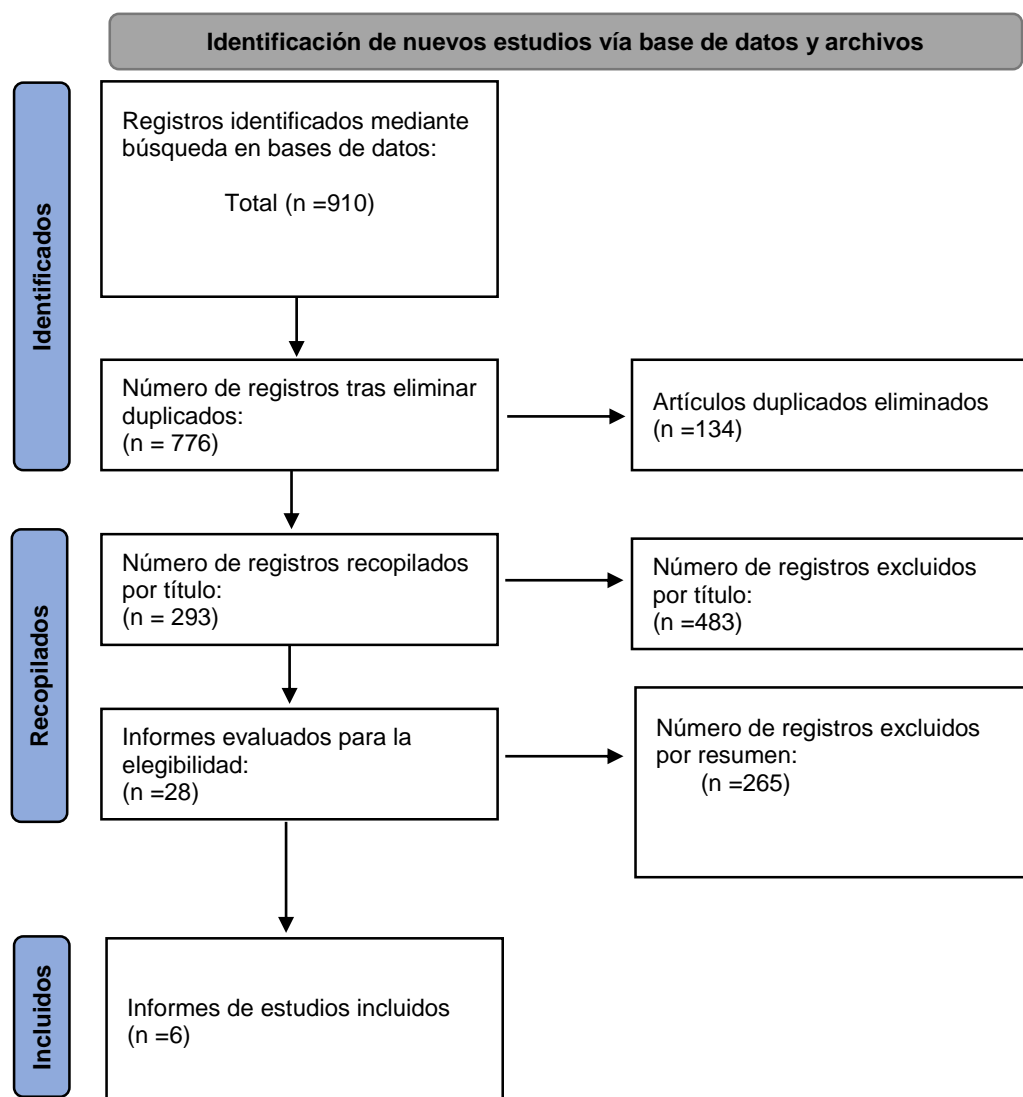 Identificación de nuevos estudios vía base de datos y archivos
Identificados
Registros identificados mediante
búsqueda en bases de datos:
Total (n =910)
Número de registros tras eliminar
duplicados:
(n = 776)
Artículos duplicados eliminados
(n =134)
Recopilados
Número de registros recopilados
por título:
(n = 293)
Número de registros excluidos
por título:
(n =483)
Informes evaluados para la
elegibilidad:
(n =28)
Número de registros excluidos
por resumen:
(n =265)
Incluidos
Informes de estudios incluidos
(n =6)